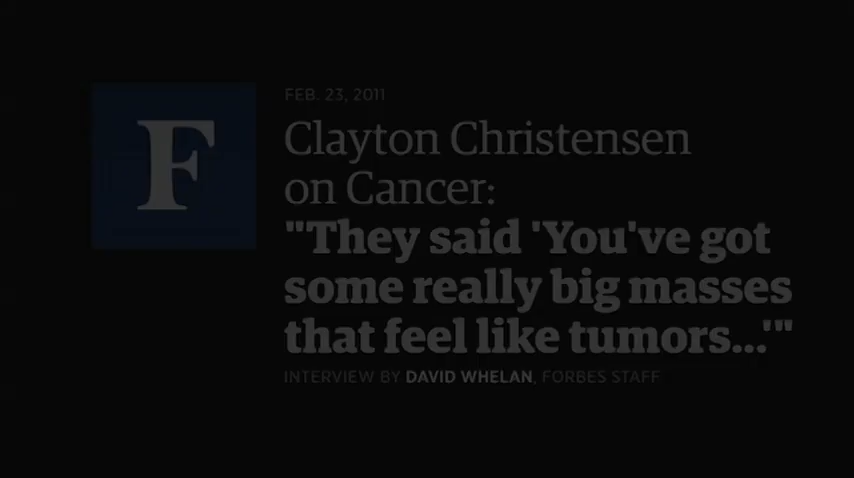 F
FEB. 23, 2011
Clayton Christensen
on Cancer:
"They said 'You've got
some really big masses
that feel like tumors...'"
INTERVIEW BY DAVID WHELAN, FORBES STAFF